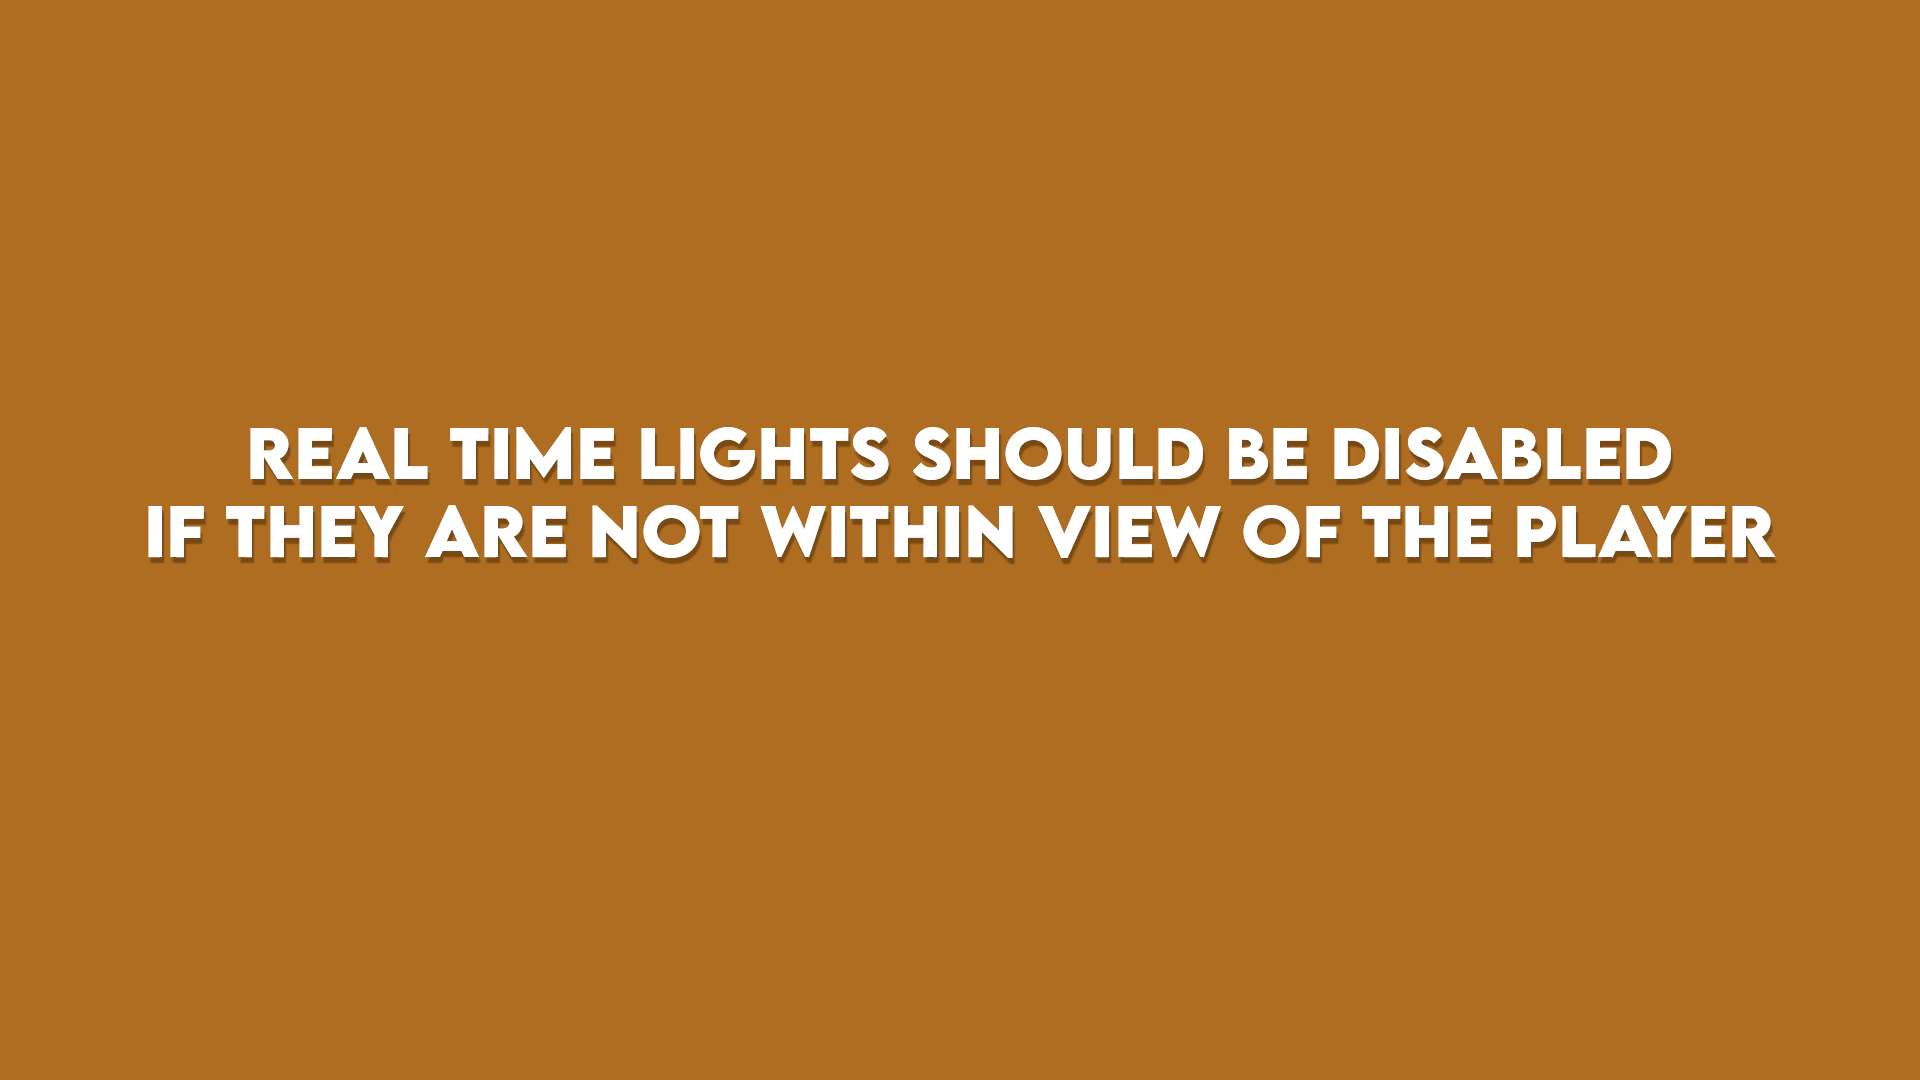 REAL TIME LIGHTS SHOULD BE DISABLED
IF THEY ARE NOT WITHIN VIEW OF THE PLAYER